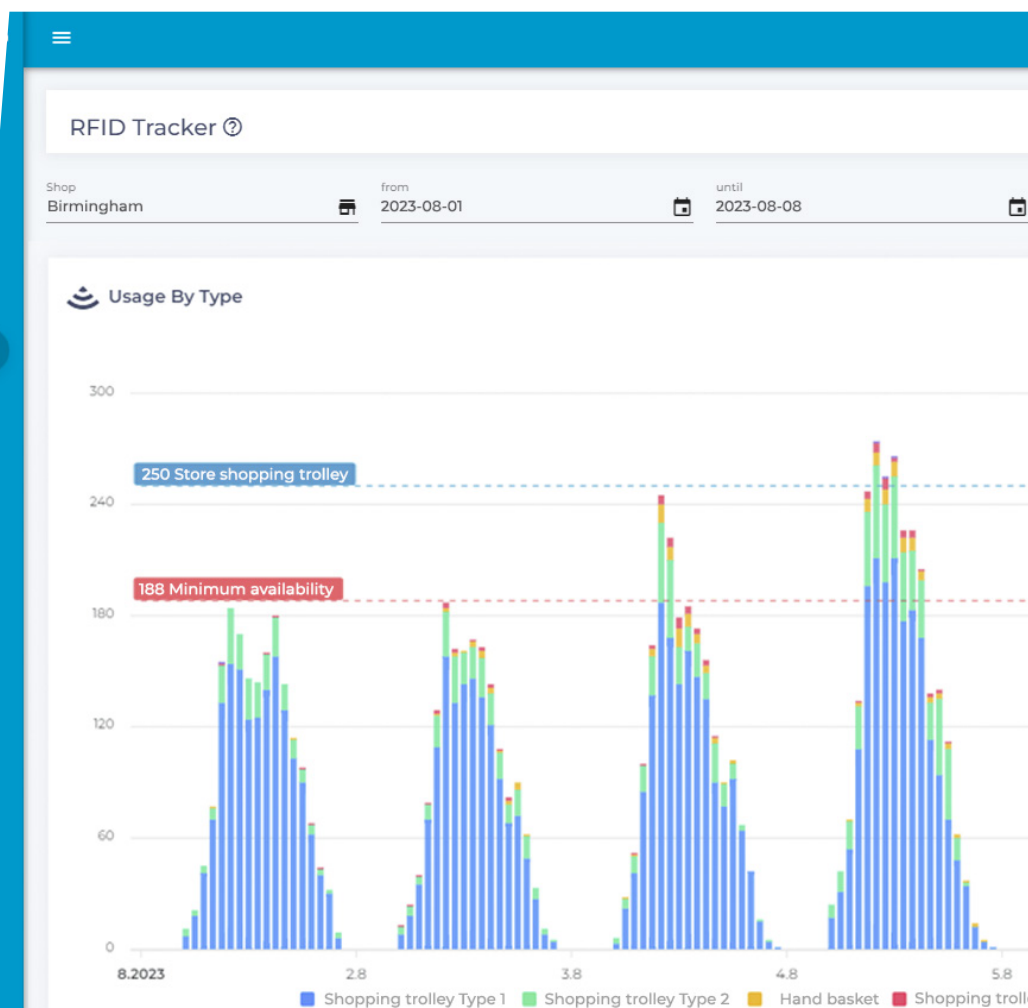 RFID Tracker
Shop from until
Birmingham 2023-08-01 2023-08-08
Usage By Type
300
250 Store shopping trolley
240
188 Minimum availability
180
120
60
0
8.2023 2.8 3.8 4.8 5.8
Shopping trolley Type 1 Shopping trolley Type 2 Hand basket Shopping troll